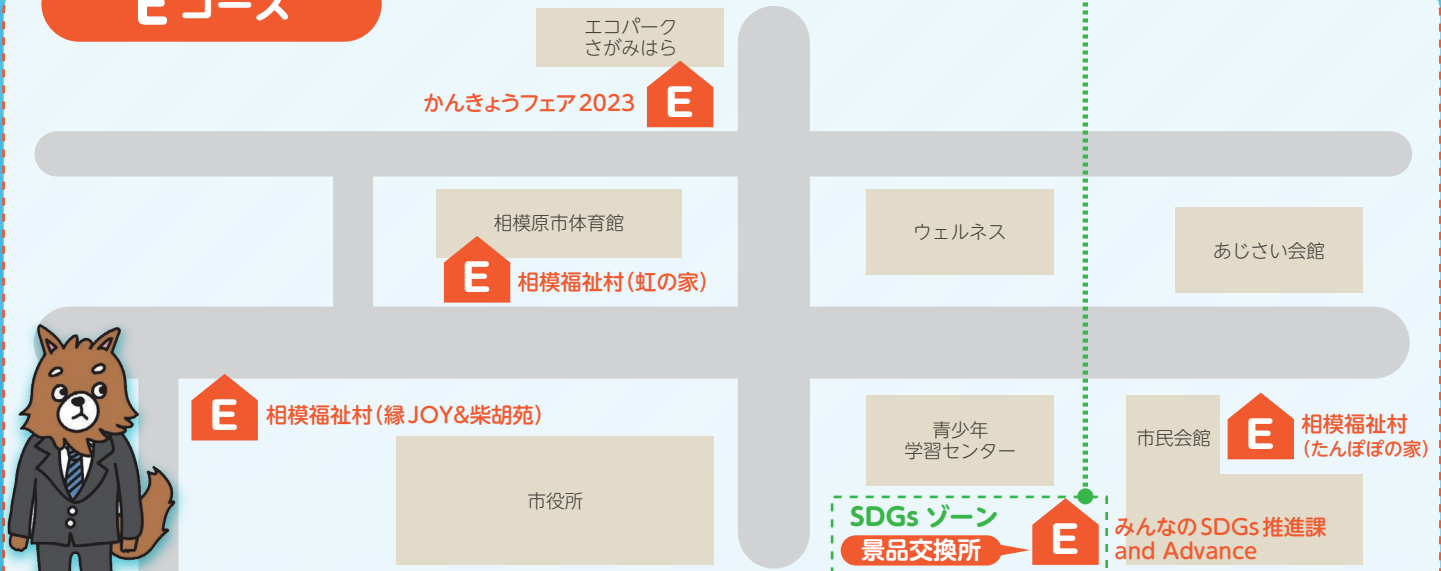 E コース
エコパーク
さがみはら
かんきょうフェア2023
E
相模原市体育館
ウェルネス
あじさい会館
E
相模福祉村(虹の家)
E
相模福祉村(縁JOY&柴胡苑)
市役所
青少年
学習センター
市民会館
E
相模福祉村
(たんぽぽの家)
SDGs ゾーン
景品交換所
E
みんなのSDGs推進課
and Advance